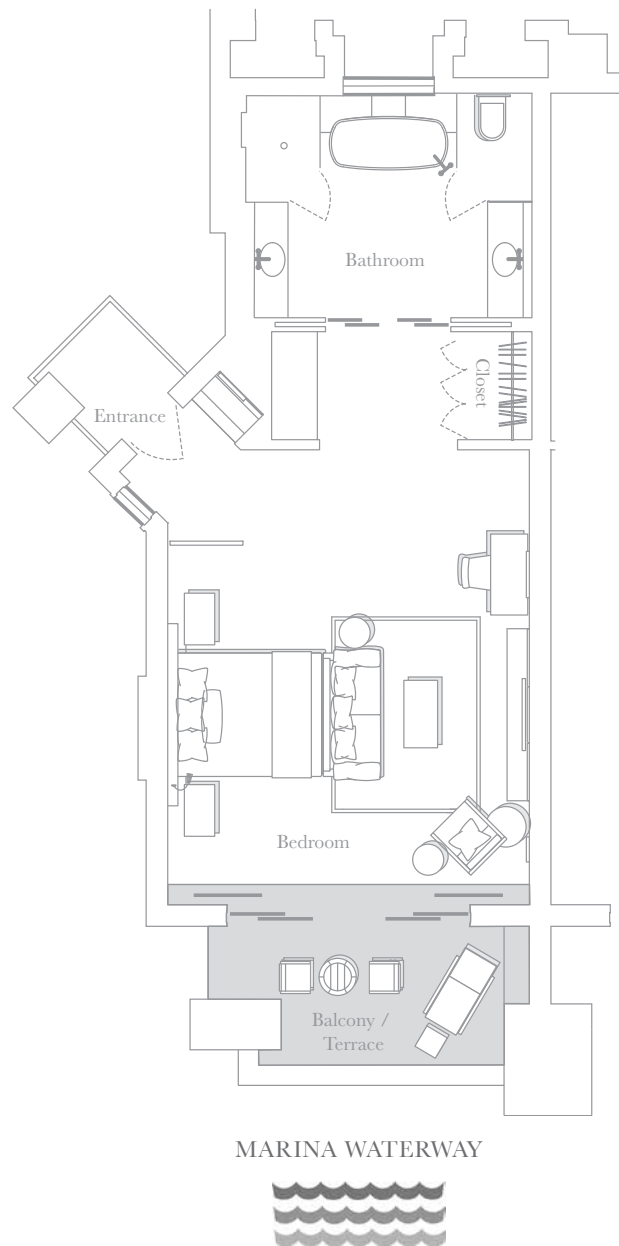 Bathroom
Closet
Entrance
Bedroom
Balcony /
Terrace
MARINA WATERWAY